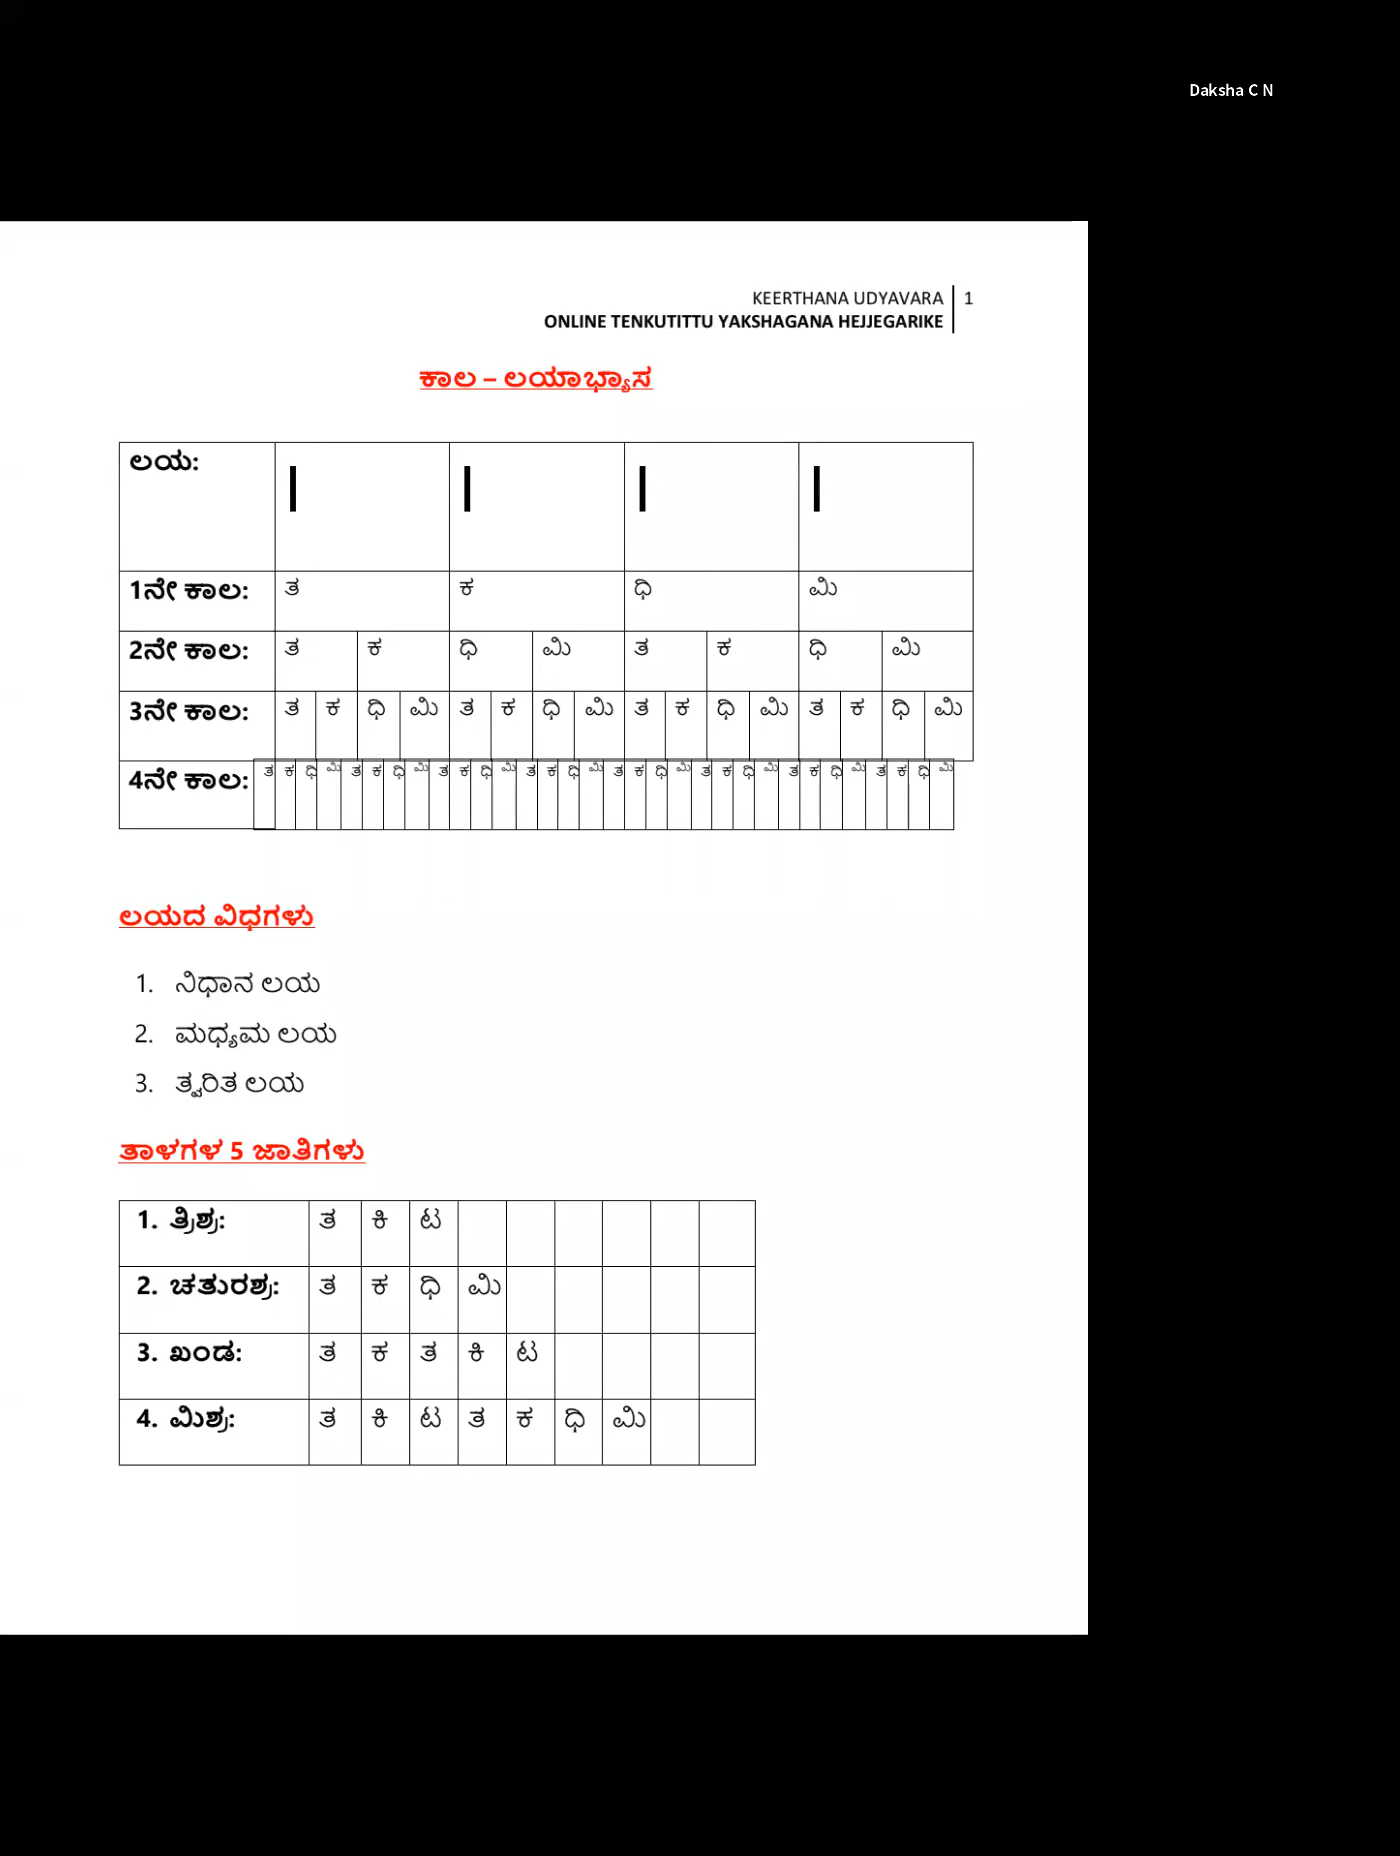 Daksha C N
KEERTHANA UDYAVARA 1
ONLINE TENKUTITTU YAKSHAGANA HEJJEGARIKE
ಕಾಲ – ಲಯಾಭ್ಯಾಸ
ಲಯ: | | | |
1ನೇ ಕಾಲ: ತ ಕ ಧಿ ಮಿ
2ನೇ ಕಾಲ: ತ ಕ ಧಿ ಮಿ ತ ಕ ಧಿ ಮಿ
3ನೇ ಕಾಲ: ತ ಕ ಧಿ ಮಿ ತ ಕ ಧಿ ಮಿ ತ ಕ ಧಿ ಮಿ ತ ಕ ಧಿ ಮಿ
4ನೇ ಕಾಲ: ತ ಕ ಧಿ ಮಿ ತ ಕ ಧಿ ಮಿ ತ ಕ ಧಿ ಮಿ ತ ಕ ಧಿ ಮಿ ತ ಕ ಧಿ ಮಿ ತ ಕ ಧಿ ಮಿ ತ ಕ ಧಿ ಮಿ ತ ಕ ಧಿ ಮಿ
ಲಯದ ವಿಧಗಳು
1. ನಿಧಾನ ಲಯ
2. ಮಧ್ಯಮ ಲಯ
3. ತ್ವರಿತ ಲಯ
ತಾಳಗಳ 5 ಜಾತಿಗಳು
1. ತ್ರಿಶ್ರ: ತ ಕಿ ಟ
2. ಚತುರಶ್ರ: ತ ಕ ಧಿ ಮಿ
3. ಖಂಡ: ತ ಕ ತ ಕಿ ಟ
4. ಮಿಶ್ರ: ತ ಕಿ ಟ ತ ಕ ಧಿ ಮಿ